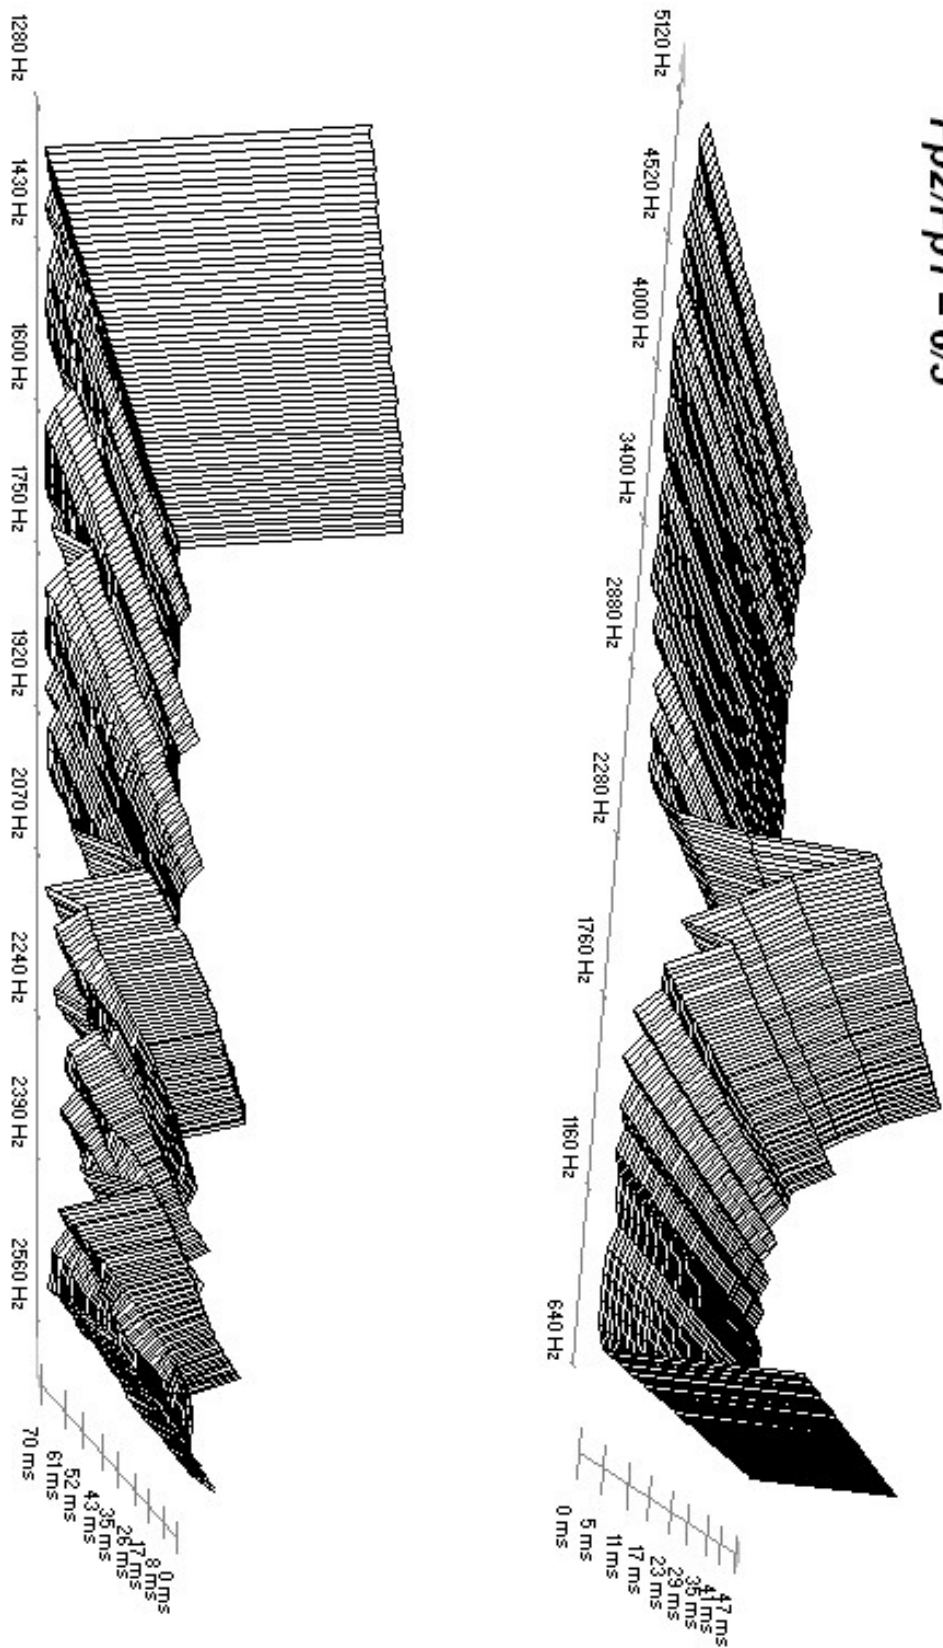 5120 Hz
4520 Hz
4000 Hz
3400 Hz
2880 Hz
2280 Hz
1760 Hz
1160 Hz
640 Hz
0 ms
5 ms
11 ms
17 ms
23 ms
29 ms
35 ms
41 ms
47 ms
1280 Hz
1430 Hz
1600 Hz
1750 Hz
1920 Hz
2070 Hz
2240 Hz
2390 Hz
2560 Hz
70 ms
61 ms
52 ms
43 ms
35 ms
26 ms
17 ms
8 ms
0 ms